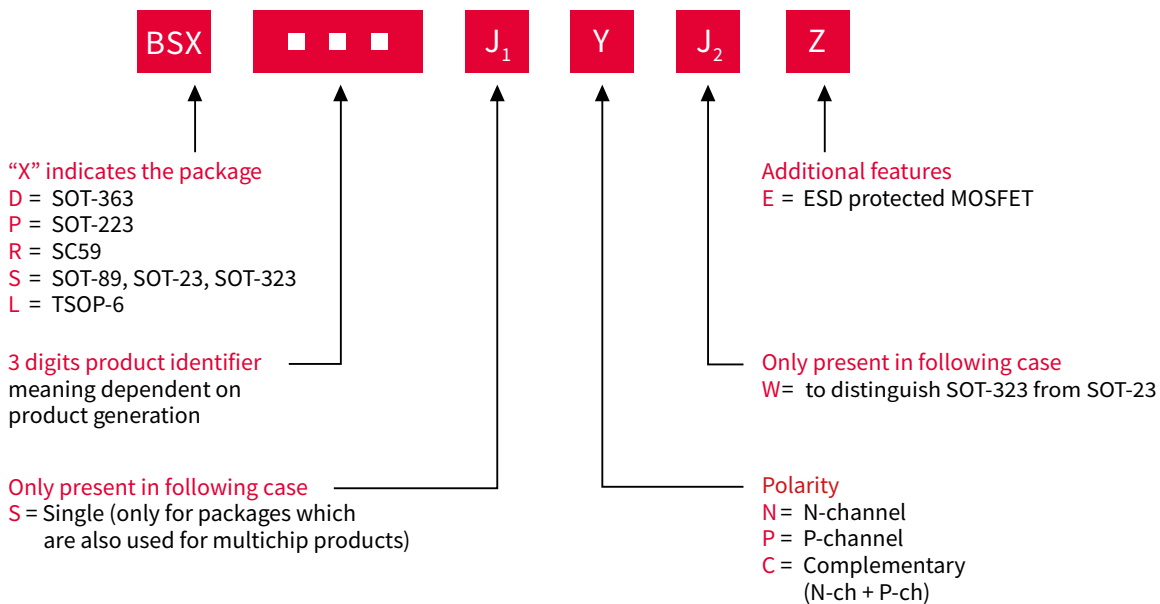 BSX
J1
Y
J2
Z
“X” indicates the package
D = SOT-363
P = SOT-223
R = SC59
S = SOT-89, SOT-23, SOT-323
L = TSOP-6
Additional features
E = ESD protected MOSFET
3 digits product identifier
meaning dependent on
product generation
Only present in following case
W= to distinguish SOT-323 from SOT-23
Only present in following case
S = Single (only for packages which
are also used for multichip products)
Polarity
N = N-channel
P = P-channel
C = Complementary
(N-ch + P-ch)